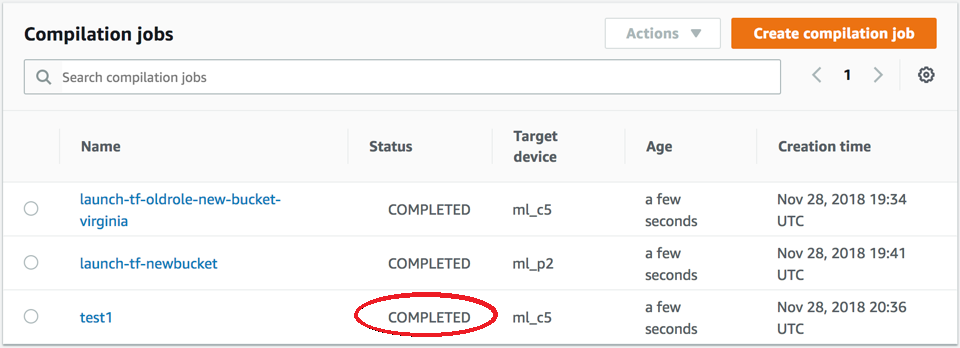 Compilation jobs
Actions
Create compilation job
Search compilation jobs
1
Name
Status
Target
device
Age
Creation time
launch-tf-oldrole-new-bucket-
virginia
COMPLETED
ml_c5
a few
seconds
Nov 28, 2018 19:34
UTC
launch-tf-newbucket
COMPLETED
ml_p2
a few
seconds
Nov 28, 2018 19:41
UTC
test1
COMPLETED
ml_c5
a few
seconds
Nov 28, 2018 20:36
UTC